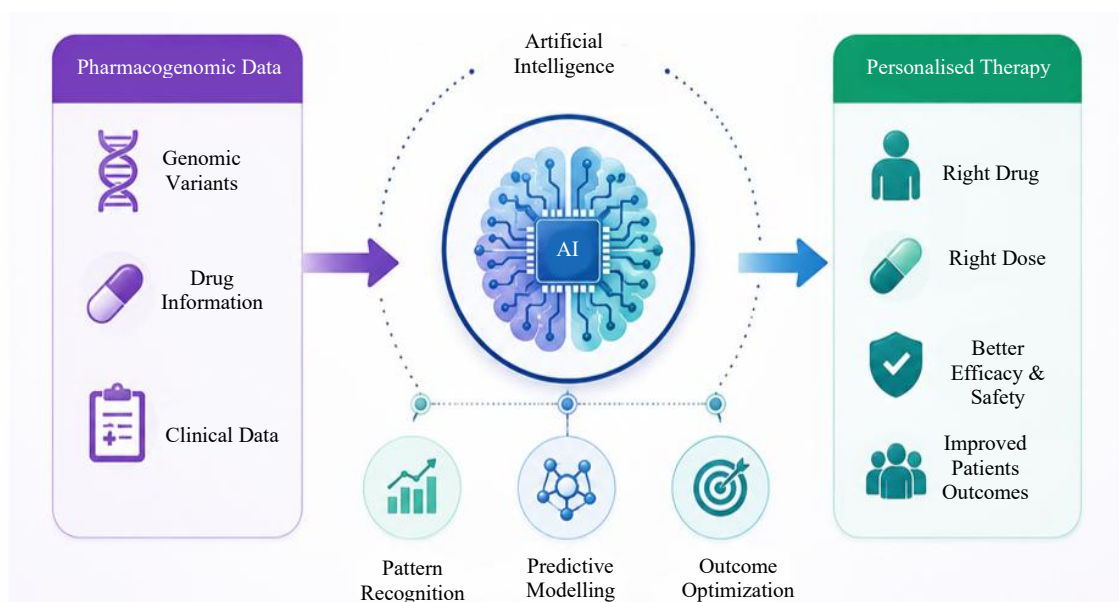 Pharmacogenomic Data
Genomic
Variants
Drug
Information
Clinical Data
Artificial
Intelligence
AI
Pattern
Recognition
Predictive
Modelling
Outcome
Optimization
Personalised Therapy
Right Drug
Right Dose
Better
Efficacy &
Safety
Improved
Patients
Outcomes